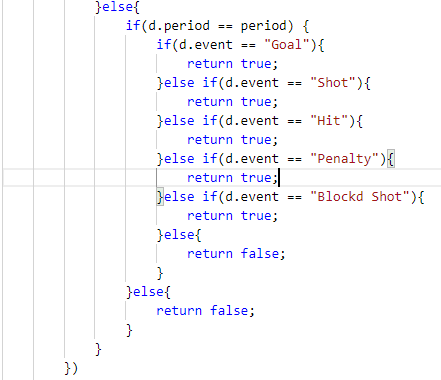 }else{
if(d.period == period) {
if(d.event == "Goal"){
return true;
}else if(d.event == "Shot"){
return true;
}else if(d.event == "Hit"){
return true;
}else if(d.event == "Penalty"){
return true;
}else if(d.event == "Blockd Shot"){
return true;
}else{
return false;
}
}else{
return false;
}
}
})